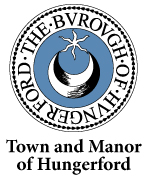 THE·BVROVGH·OF·HVNGERFORD·
Town and Manor
of Hungerford